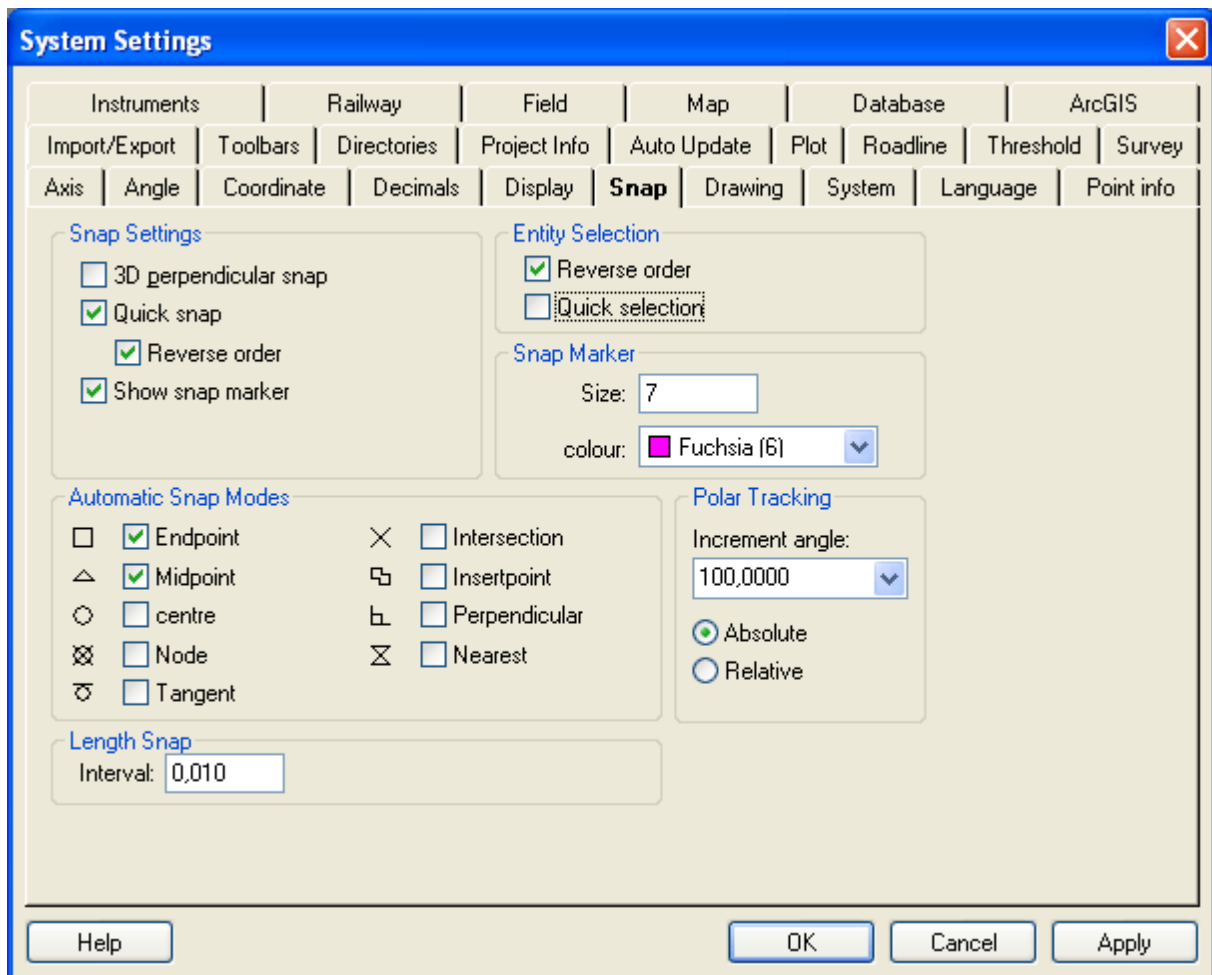 System Settings
Instruments Railway Field Map Database ArcGIS
Import/Export Toolbars Directories Project Info Auto Update Plot Roadline Threshold Survey
Axis Angle Coordinate Decimals Display Snap Drawing System Language Point info
Snap Settings
3D perpendicular snap
Quick snap
Reverse order
Show snap marker
Entity Selection
Reverse order
Quick selection
Snap Marker
Size: 7
colour: Fuchsia (6)
Automatic Snap Modes
Endpoint
Midpoint
centre
Node
Tangent
Intersection
Insertpoint
Perpendicular
Nearest
Polar Tracking
Increment angle:
100,0000
Absolute
Relative
Length Snap
Interval: 0,010
Help OK Cancel Apply